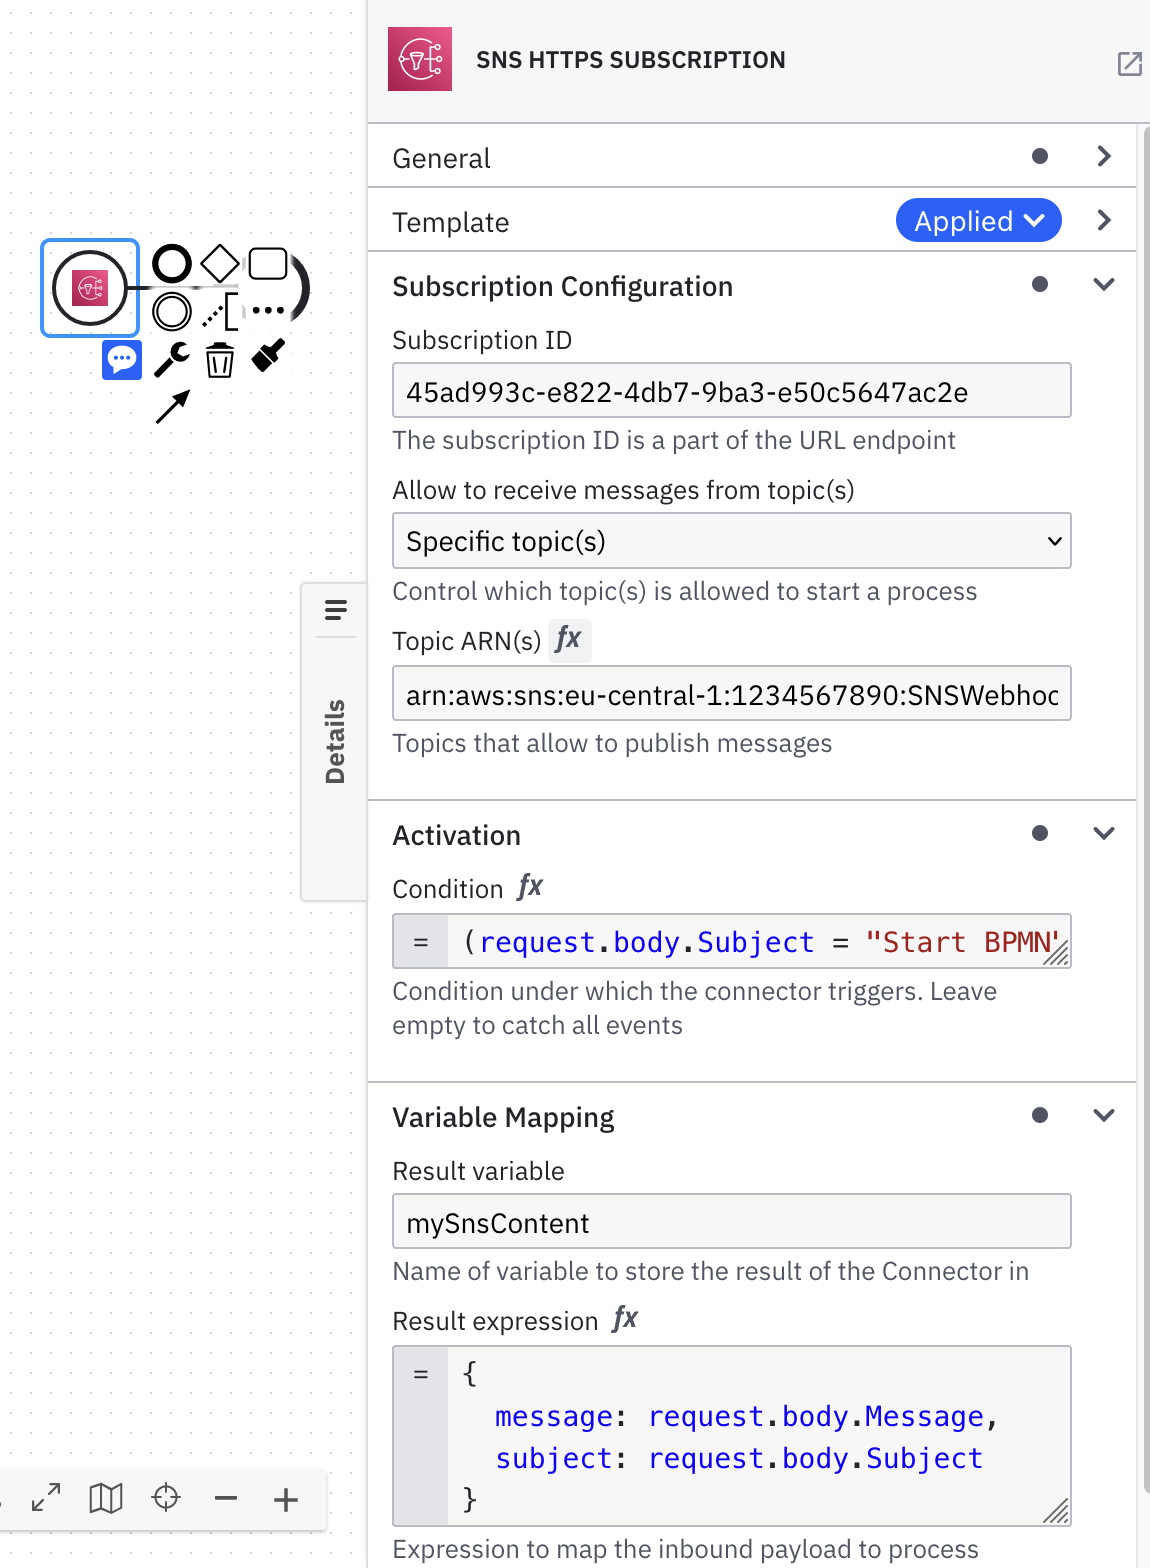 SNS HTTPS SUBSCRIPTION
General
Template
Applied
Subscription Configuration
Subscription ID
45ad993c-e822-4db7-9ba3-e50c5647ac2e
The subscription ID is a part of the URL endpoint
Allow to receive messages from topic(s)
Specific topic(s)
Control which topic(s) is allowed to start a process
Topic ARN(s) fx
arn:aws:sns:eu-central-1:1234567890:SNSWebhoo
Topics that allow to publish messages
Details
Activation
Condition fx
= (request.body.Subject = "Start BPMN"
Condition under which the connector triggers. Leave
empty to catch all events
Variable Mapping
Result variable
mySnsContent
Name of variable to store the result of the Connector in
Result expression fx
= {
message: request.body.Message,
subject: request.body.Subject
}
Expression to map the inbound payload to process